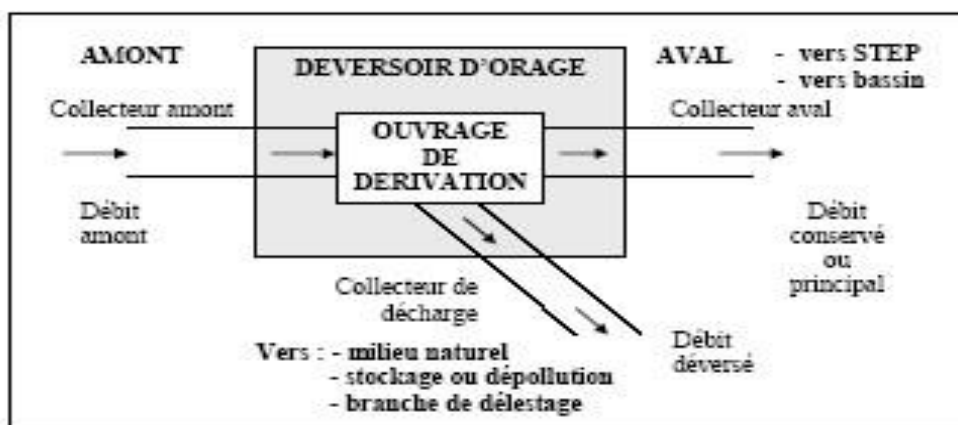 AMONT
DEVERSOIR D'ORAGE
AVAL - vers STEP
- vers bassin
Collecteur amont
Collecteur aval
OUVRAGE
DE
DERIVATION
Débit
amont
Débit
conservé
ou
principal
Collecteur de
décharge
Débit
déversé
Vers : - milieu naturel
- stockage ou dépollution
- branche de délestage